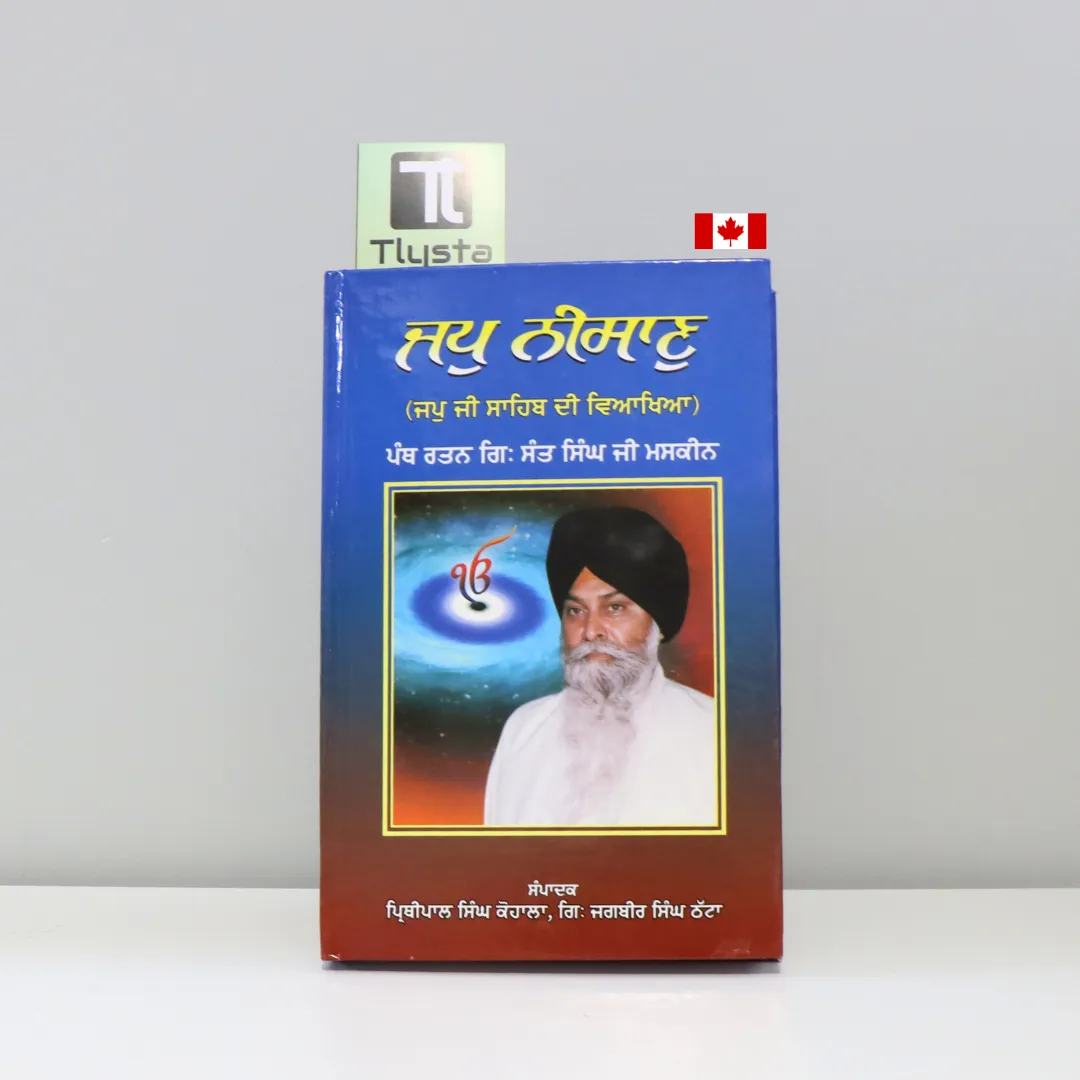 Tlysta
ਜਪੁ ਨੀਸਾਣੁ
(ਜਪੁ ਜੀ ਸਾਹਿਬ ਦੀ ਵਿਆਖਿਆ)
ਪੰਥ ਰਤਨ ਗਿ: ਸੰਤ ਸਿੰਘ ਜੀ ਮਸਕੀਨ
ੴ
ਸੰਪਾਦਕ
ਪ੍ਰਿਥੀਪਾਲ ਸਿੰਘ ਕੋਹਾਲਾ, ਗਿ: ਜਗਬੀਰ ਸਿੰਘ ਠੱਟਾ